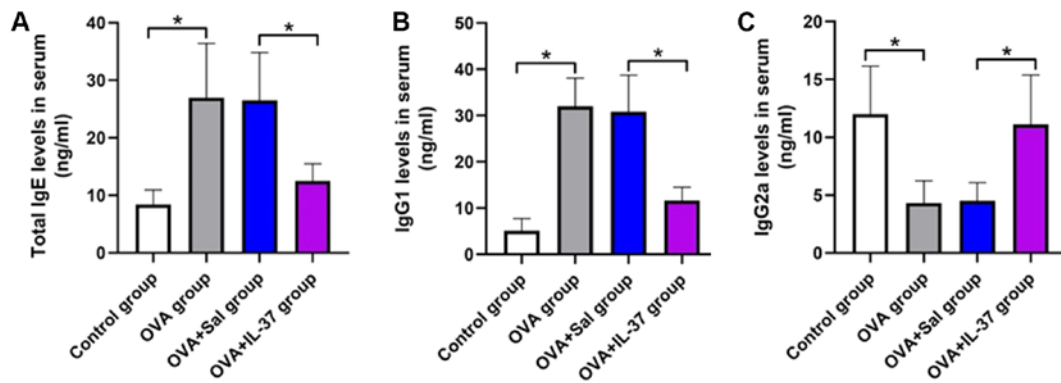 A
Total IgE levels in serum
(ng/ml)
40
30
20
10
0
*
*
Control group
OVA group
OVA+Sal group
OVA+IL-37 group
B
IgG1 levels in serum
(ng/ml)
50
40
30
20
10
0
*
*
Control group
OVA group
OVA+Sal group
OVA+IL-37 group
C
IgG2a levels in serum
(ng/ml)
20
15
10
5
0
*
*
Control group
OVA group
OVA+Sal group
OVA+IL-37 group